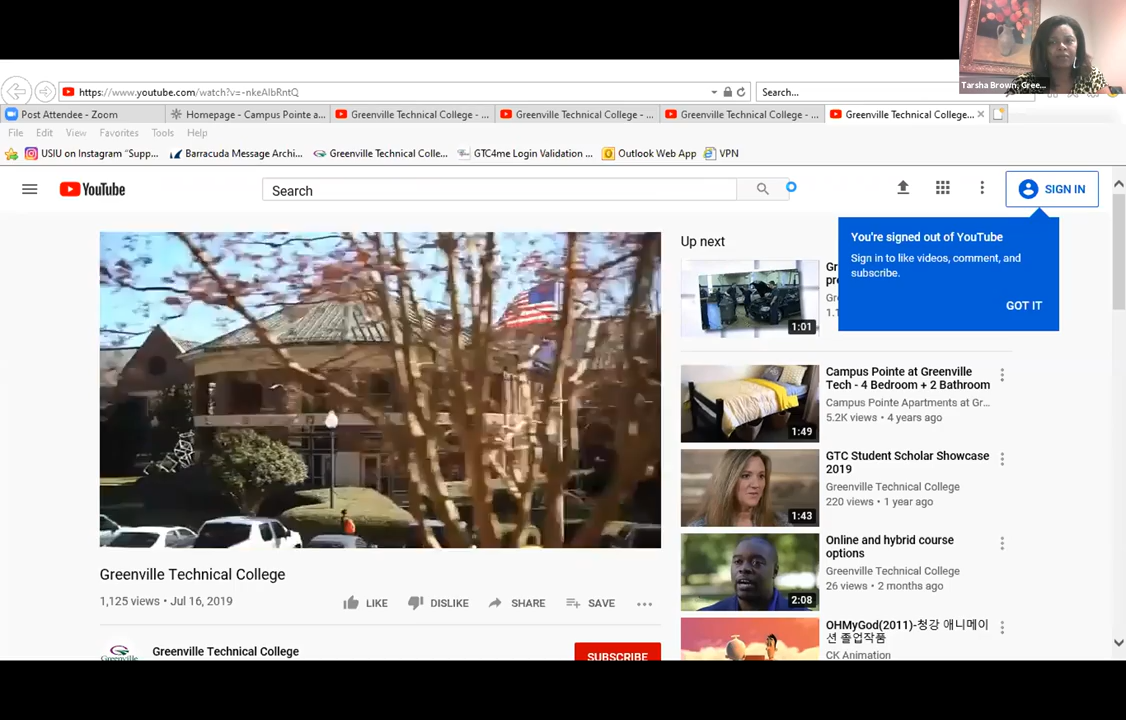 Tarsha Brown, Gree...
https://www.youtube.com/watch?v=-nkeAlbRntQ
Search...
Post Attendee - Zoom
Homepage - Campus Pointe a...
Greenville Technical College - ...
Greenville Technical College - ...
Greenville Technical College - ...
Greenville Technical College...
File Edit View Favorites Tools Help
USIU on Instagram “Supp...
Barracuda Message Archi...
Greenville Technical Colle...
GTC4me Login Validation ...
Outlook Web App
VPN
YouTube
Search
SIGN IN
You're signed out of YouTube
Sign in to like videos, comment, and
subscribe.
GOT IT
Up next
1:01
Campus Pointe at Greenville
Tech - 4 Bedroom + 2 Bathroom
Campus Pointe Apartments at Gr...
5.2K views • 4 years ago
1:49
GTC Student Scholar Showcase
2019
Greenville Technical College
220 views • 1 year ago
1:43
Online and hybrid course
options
Greenville Technical College
26 views • 2 months ago
2:08
OHMyGod(2011)-청강 애니메이
션 졸업작품
CK Animation
Greenville Technical College
1,125 views • Jul 16, 2019
LIKE DISLIKE SHARE SAVE
Greenville
Greenville Technical College
SUBSCRIBE